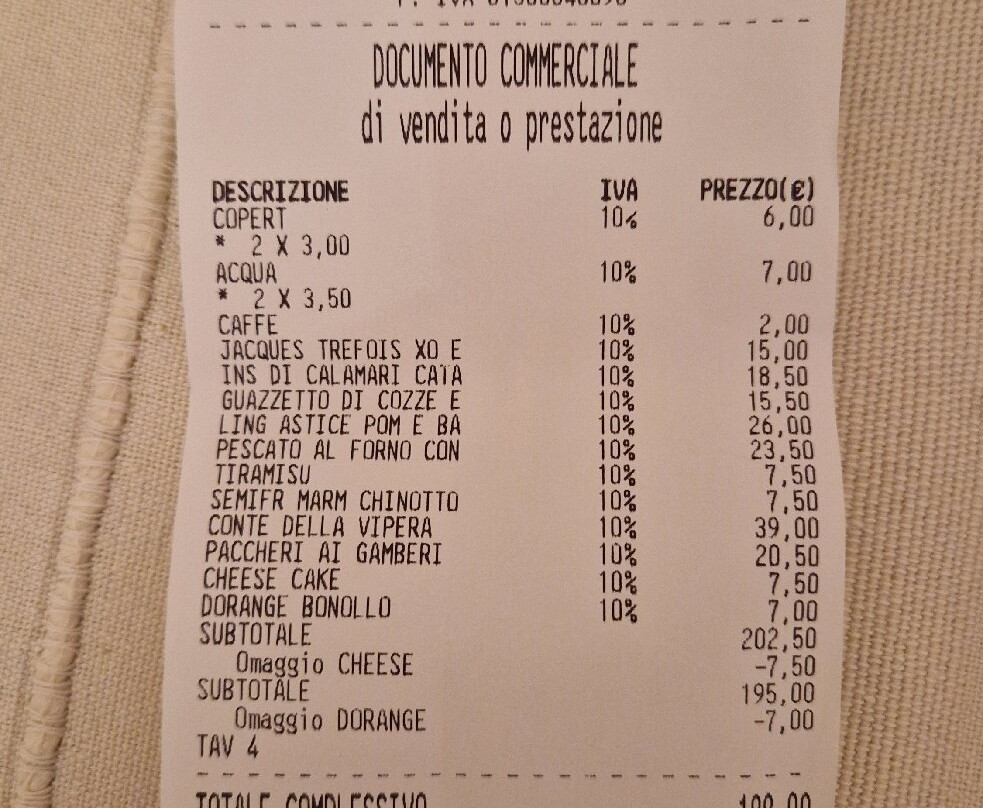 DOCUMENTO COMMERCIALE
di vendita o prestazione
DESCRIZIONE IVA PREZZO(€)
COPERT 10% 6,00
* 2 X 3,00
ACQUA 10% 7,00
* 2 X 3,50
CAFFE 10% 2,00
JACQUES TREFOIS XO E 10% 15,00
INS DI CALAMARI CATA 10% 18,50
GUAZZETTO DI COZZE E 10% 15,50
LING ASTICE POM E BA 10% 26,00
PESCATO AL FORNO CON 10% 23,50
TIRAMISU 10% 7,50
SEMIFR MARM CHINOTTO 10% 7,50
CONTE DELLA VIPERA 10% 39,00
PACCHERI AI GAMBERI 10% 20,50
CHEESE CAKE 10% 7,50
DORANGE BONOLLO 10% 7,00
SUBTOTALE 202,50
Omaggio CHEESE -7,50
SUBTOTALE 195,00
Omaggio DORANGE -7,00
TAV 4
TOTALE COMPLESSIVO